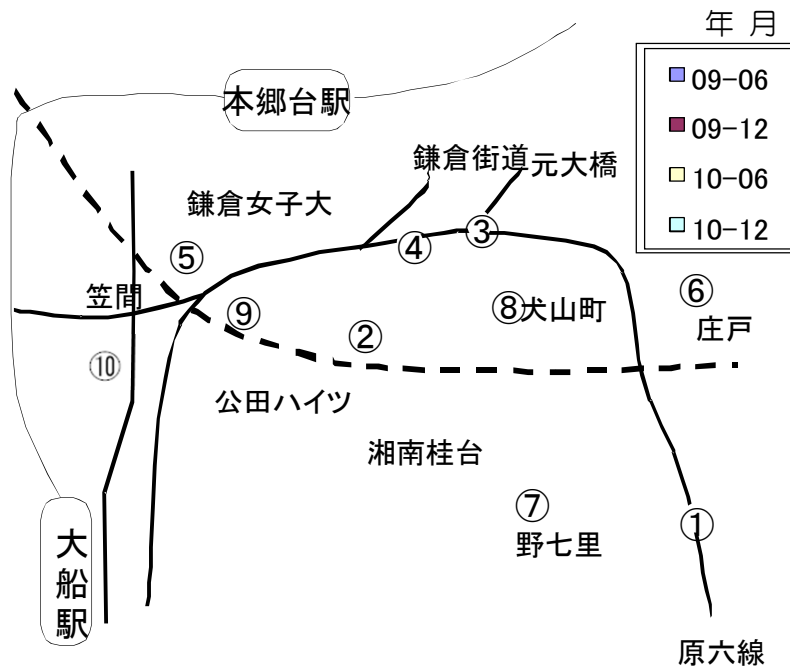 年 月
09-06
09-12
10-06
10-12
本郷台駅
鎌倉街道
元大橋
鎌倉女子大
③
④
⑤
⑥
笠間
⑧犬山町
庄戸
⑨
②
⑩
公田ハイツ
湘南桂台
⑦
野七里
①
大船駅
原六線